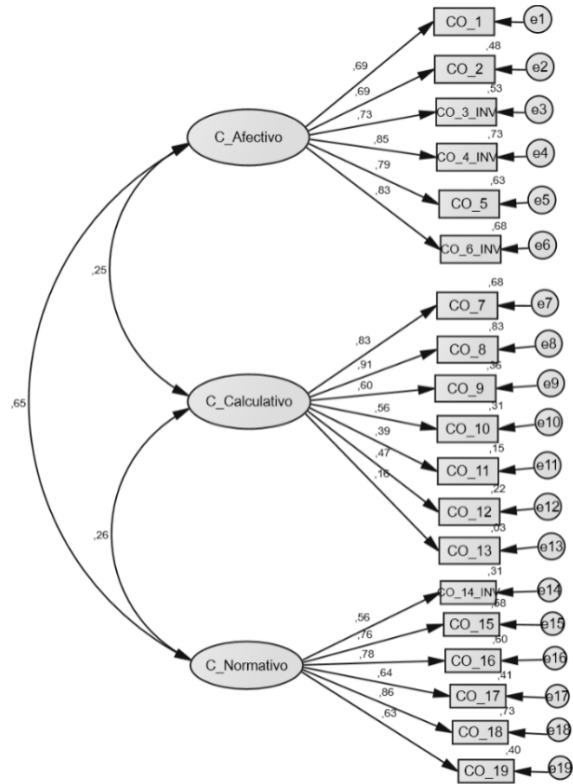 CO_1
e1
,69
,48
CO_2
e2
,69
,53
CO_3_INV
e3
,73
,73
CO_4_INV
e4
,85
,63
CO_5
e5
,79
,68
CO_6_INV
e6
,83
C_Afectivo
,25
,68
CO_7
e7
,83
,83
CO_8
e8
,91
,36
CO_9
e9
,60
,31
CO_10
e10
,56
,15
CO_11
e11
,39
,22
CO_12
e12
,47
,03
CO_13
e13
,16
C_Calculativo
,65
,26
,31
CO_14_INV
e14
,56
,58
CO_15
e15
,76
,60
CO_16
e16
,78
,41
CO_17
e17
,64
,73
CO_18
e18
,86
,40
CO_19
e19
,63
C_Normativo